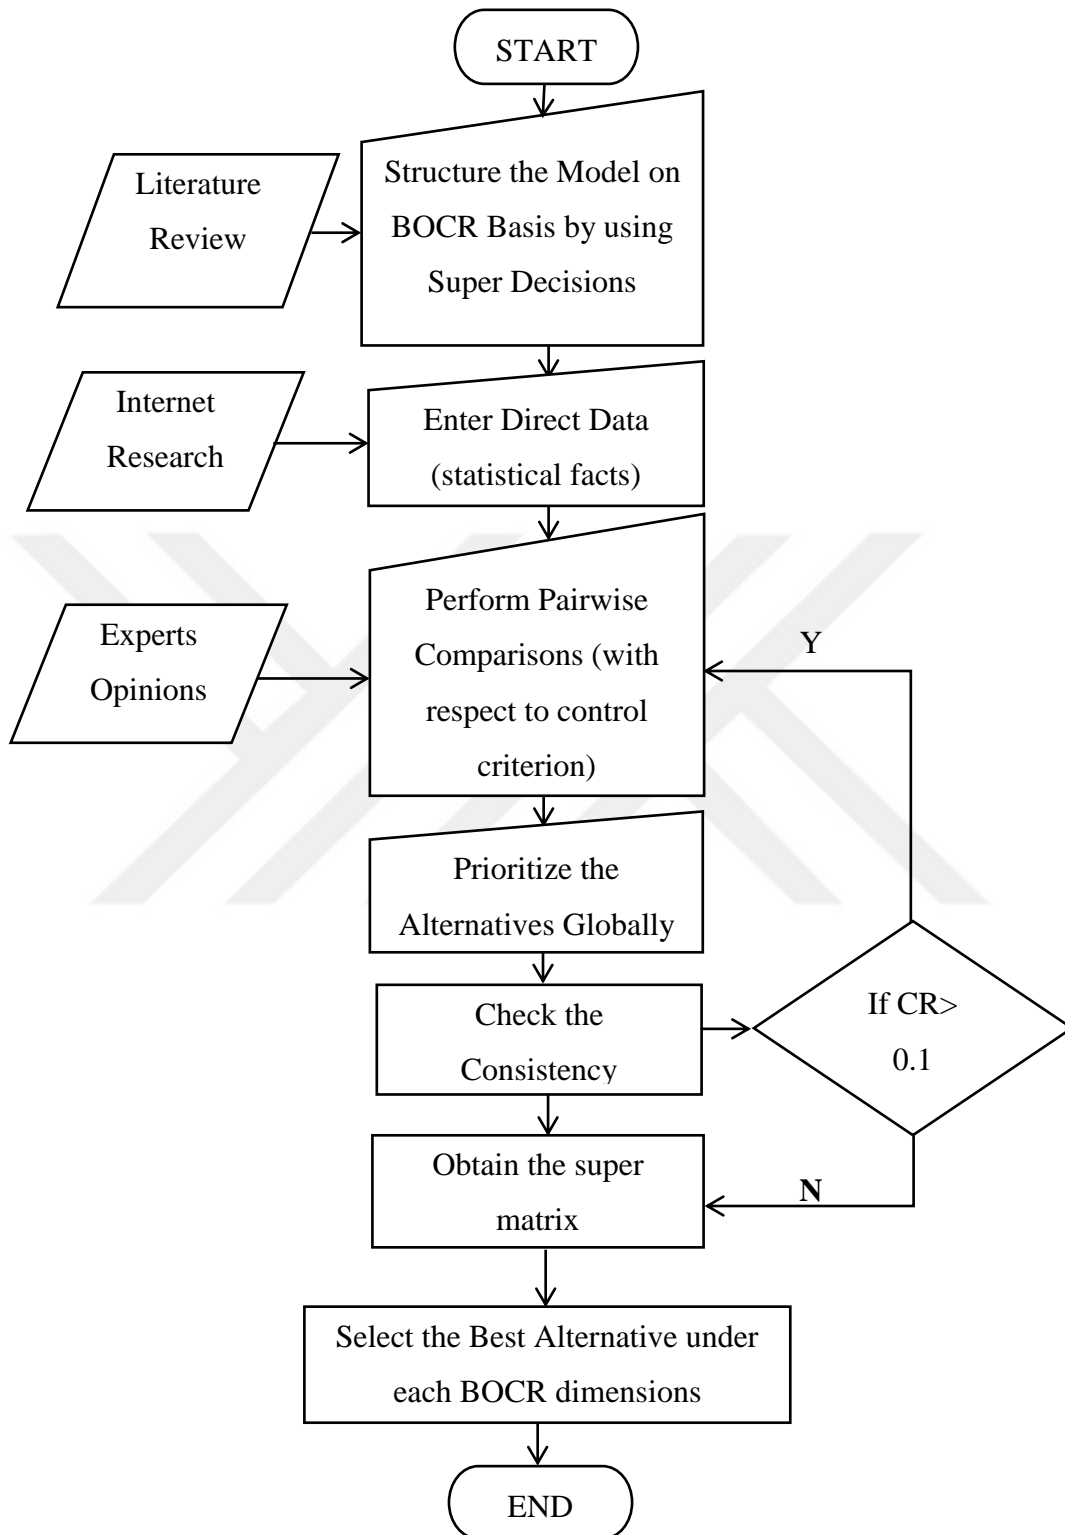 START
Literature
Review
Structure the Model on
BOCR Basis by using
Super Decisions
Internet
Research
Enter Direct Data
(statistical facts)
Experts
Opinions
Perform Pairwise
Comparisons (with
respect to control
criterion)
Y
Prioritize the
Alternatives Globally
Check the
Consistency
If CR>
0.1
Obtain the super
matrix
N
Select the Best Alternative under
each BOCR dimensions
END